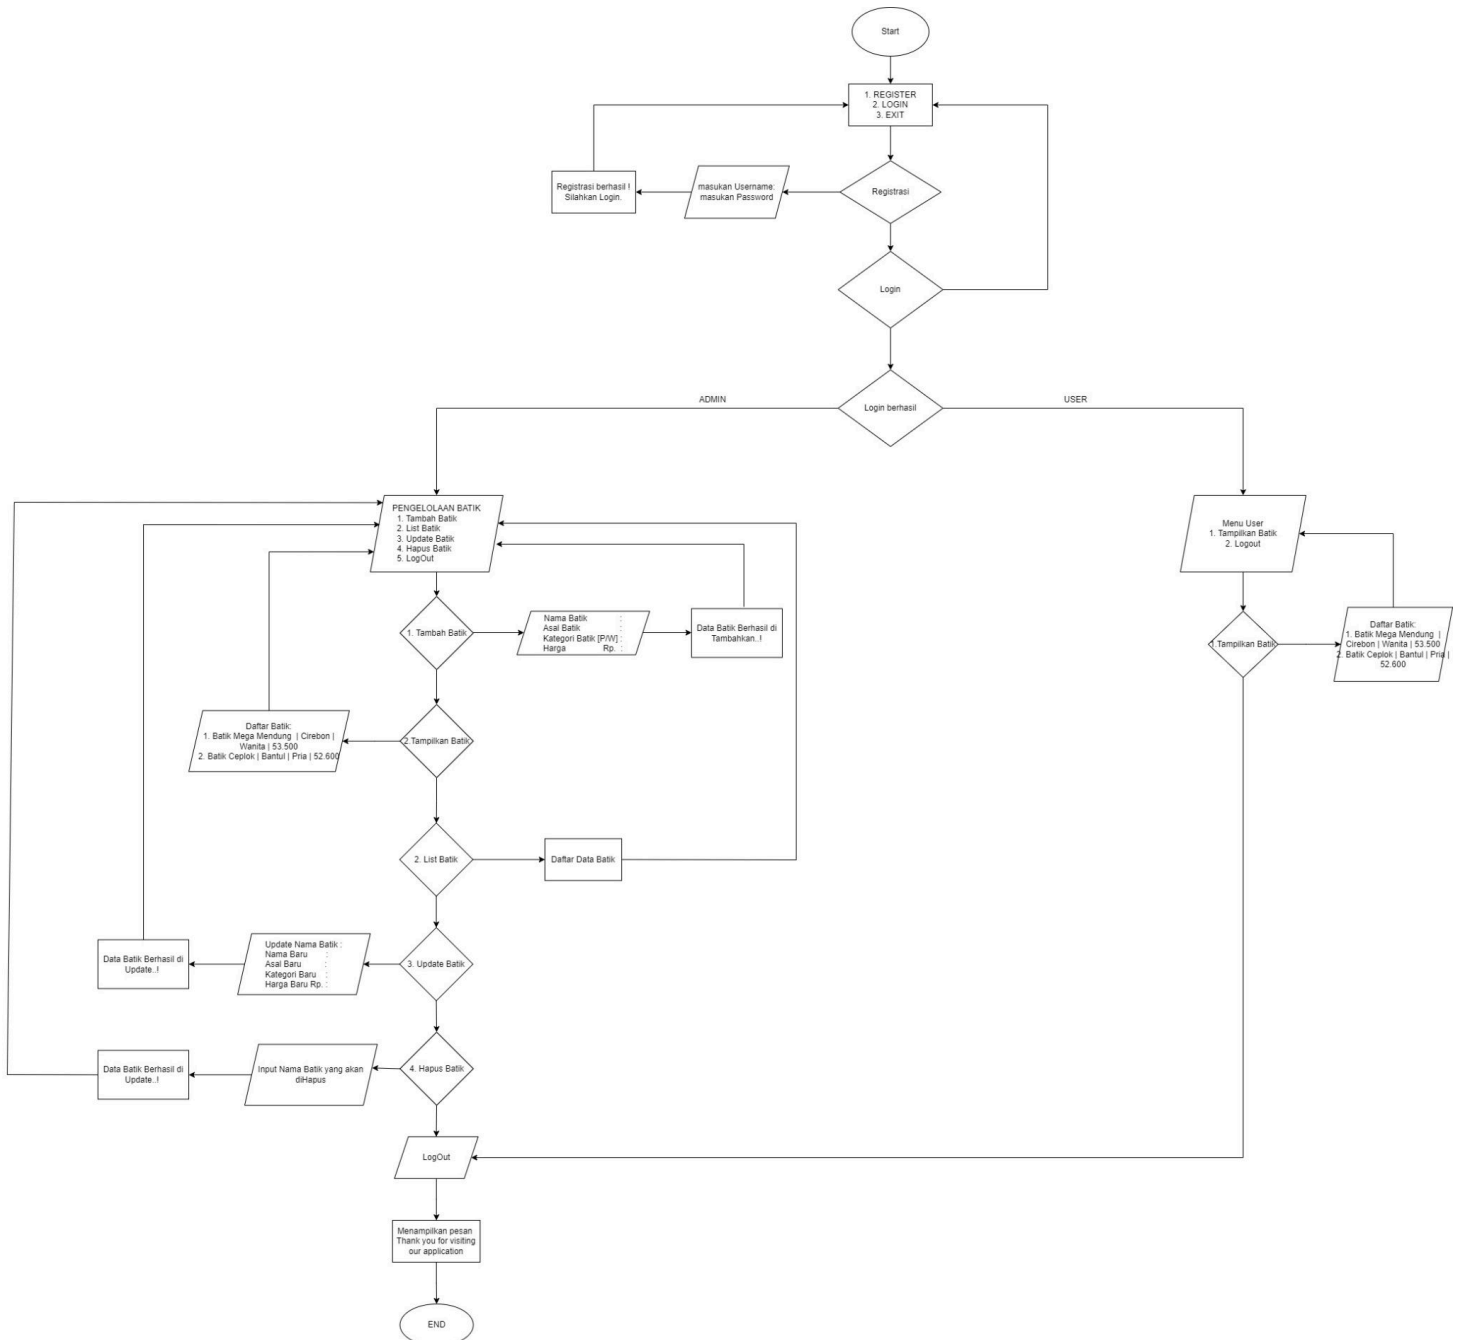 Start
1. REGISTER
2. LOGIN
3. EXIT
Registrasi berhasil !
Silahkan Login.
masukan Username:
masukan Password
Registrasi
Login
ADMIN
Login berhasil
USER
PENGELOLAAN BATIK
1. Tambah Batik
2. List Batik
3. Update Batik
4. Hapus Batik
5. LogOut
Menu User
1. Tampilkan Batik
2. Logout
1. Tambah Batik
Nama Batik :
Asal Batik :
Kategori Batik [P/W] :
Harga Rp. :
Data Batik Berhasil di
Tambahkan..!
1.Tampilkan Batik
Daftar Batik:
1. Batik Mega Mendung |
Cirebon | Wanita | 53.500
2. Batik Ceplok | Bantul | Pria |
52.600
Daftar Batik:
1. Batik Mega Mendung | Cirebon |
Wanita | 53.500
2. Batik Ceplok | Bantul | Pria | 52.600
2.Tampilkan Batik
2. List Batik
Daftar Data Batik
Data Batik Berhasil di
Update..!
Update Nama Batik :
Nama Baru :
Asal Baru :
Kategori Baru :
Harga Baru Rp. :
3. Update Batik
Data Batik Berhasil di
Update..!
Input Nama Batik yang akan
diHapus
4. Hapus Batik
LogOut
Menampilkan pesan
Thank you for visiting
our application
END